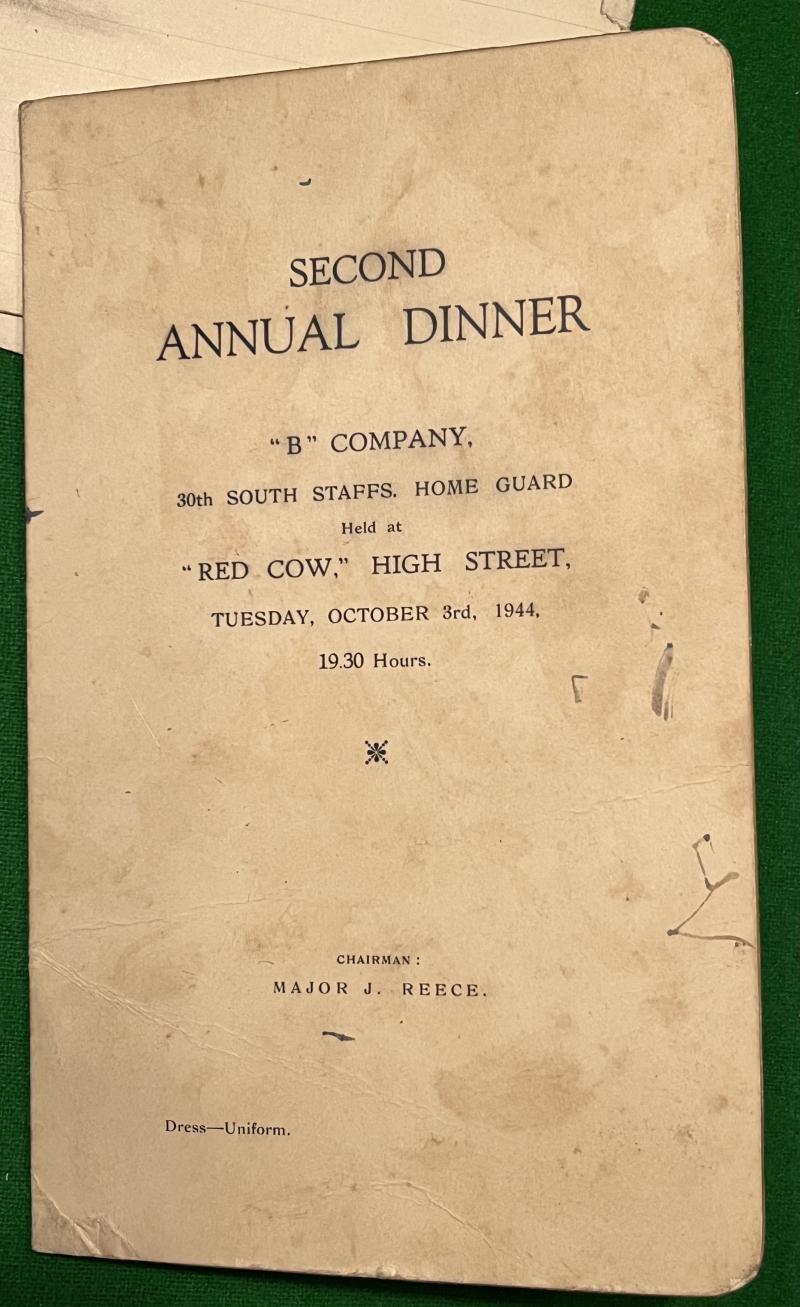 SECOND
ANNUAL DINNER
“B” COMPANY,
30th SOUTH STAFFS. HOME GUARD
Held at
“RED COW,” HIGH STREET,
TUESDAY, OCTOBER 3rd, 1944,
19.30 Hours.
CHAIRMAN :
MAJOR J. REECE.
Dress—Uniform.